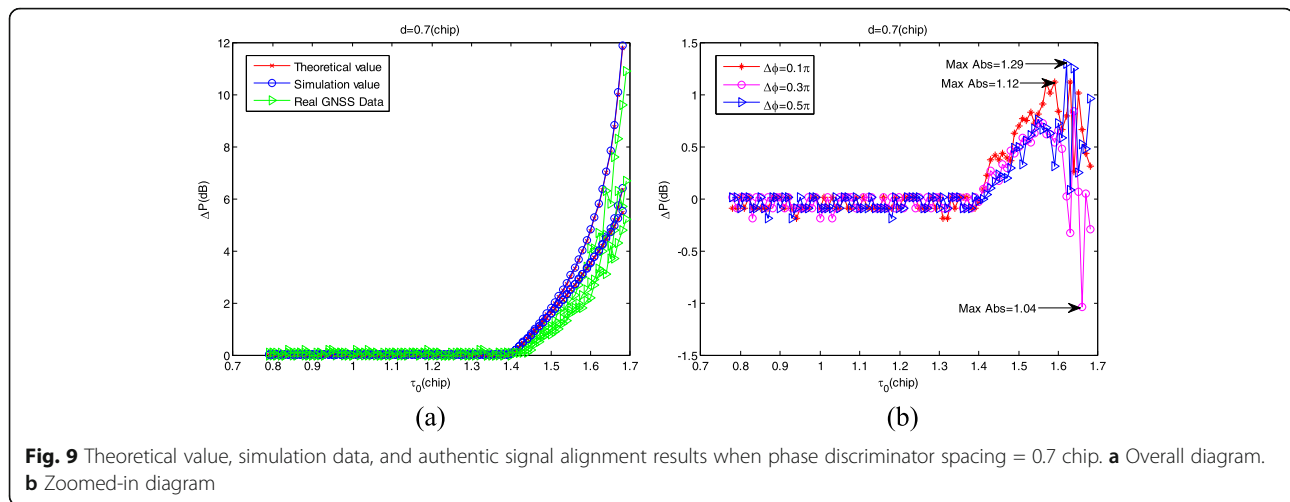 d=0.7(chip)
12
10
8
6
4
2
0
ΔP(dB)
Theoretical value
Simulation value
Real GNSS Data
0.7 0.8 0.9 1 1.1 1.2 1.3 1.4 1.5 1.6 1.7
τ0(chip)
(a)
d=0.7(chip)
1.5
1
0.5
0
-0.5
-1
-1.5
ΔP(dB)
Δϕ=0.1π
Δϕ=0.3π
Δϕ=0.5π
Max Abs=1.29
Max Abs=1.12
Max Abs=1.04
0.7 0.8 0.9 1 1.1 1.2 1.3 1.4 1.5 1.6 1.7
τ0(chip)
(b)
Fig. 9 Theoretical value, simulation data, and authentic signal alignment results when phase discriminator spacing = 0.7 chip. a Overall diagram.
b Zoomed-in diagram